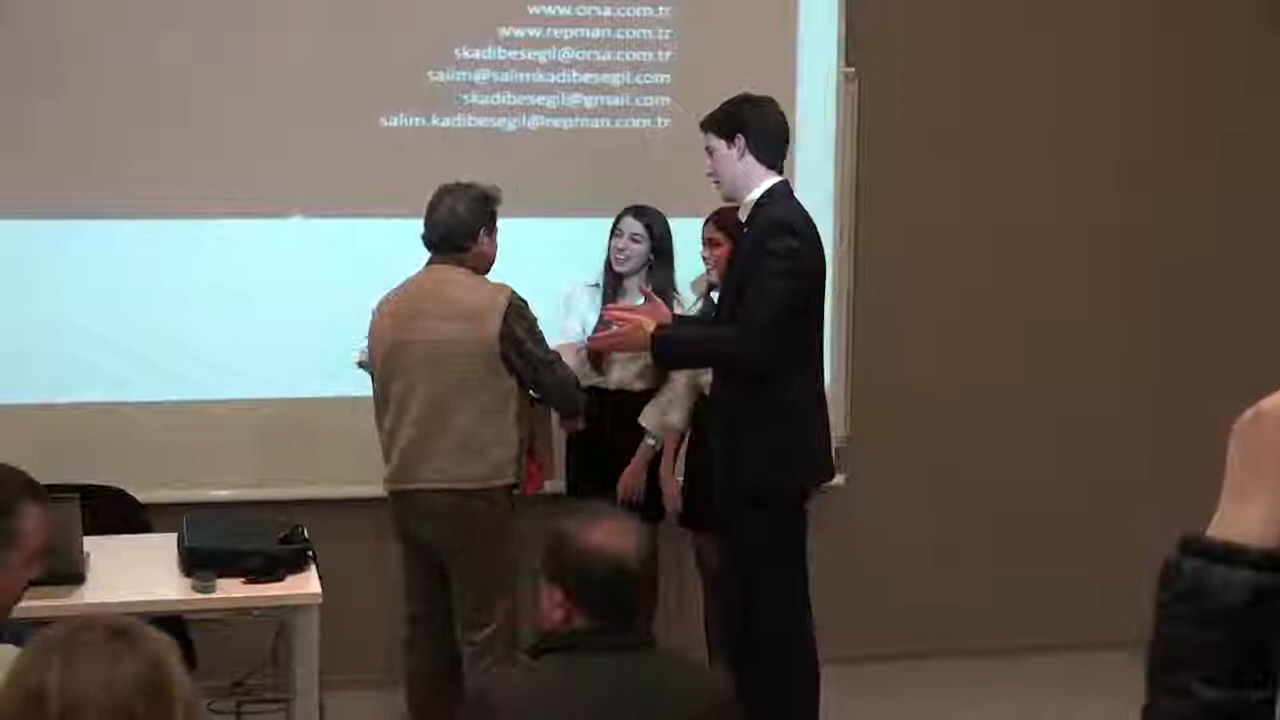 www.orsa.com.tr
www.repman.com.tr
skadibesegil@orsa.com.tr
salim@salimkadibesegil.com
skadibesegil@gmail.com
salim.kadibesegil@repman.com.tr